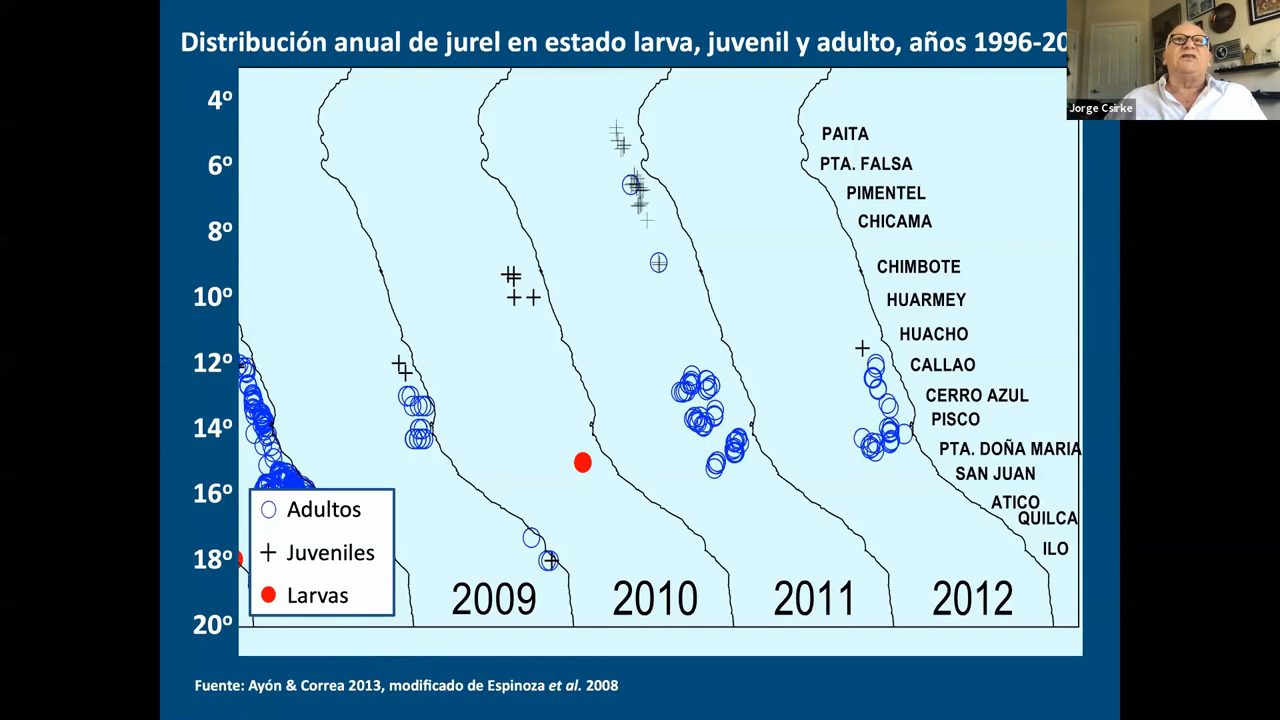 Distribución anual de jurel en estado larva, juvenil y adulto, años 1996-20
Jorge Csirke
4º
6º
8º
10º
12º
14º
16º
18º
20º
PAITA
PTA. FALSA
PIMENTEL
CHICAMA
CHIMBOTE
HUARMEY
HUACHO
CALLAO
CERRO AZUL
PISCO
PTA. DOÑA MARIA
SAN JUAN
ATICO
QUILCA
ILO
Adultos
Juveniles
Larvas
2009
2010
2011
2012
Fuente: Ayón & Correa 2013, modificado de Espinoza et al. 2008